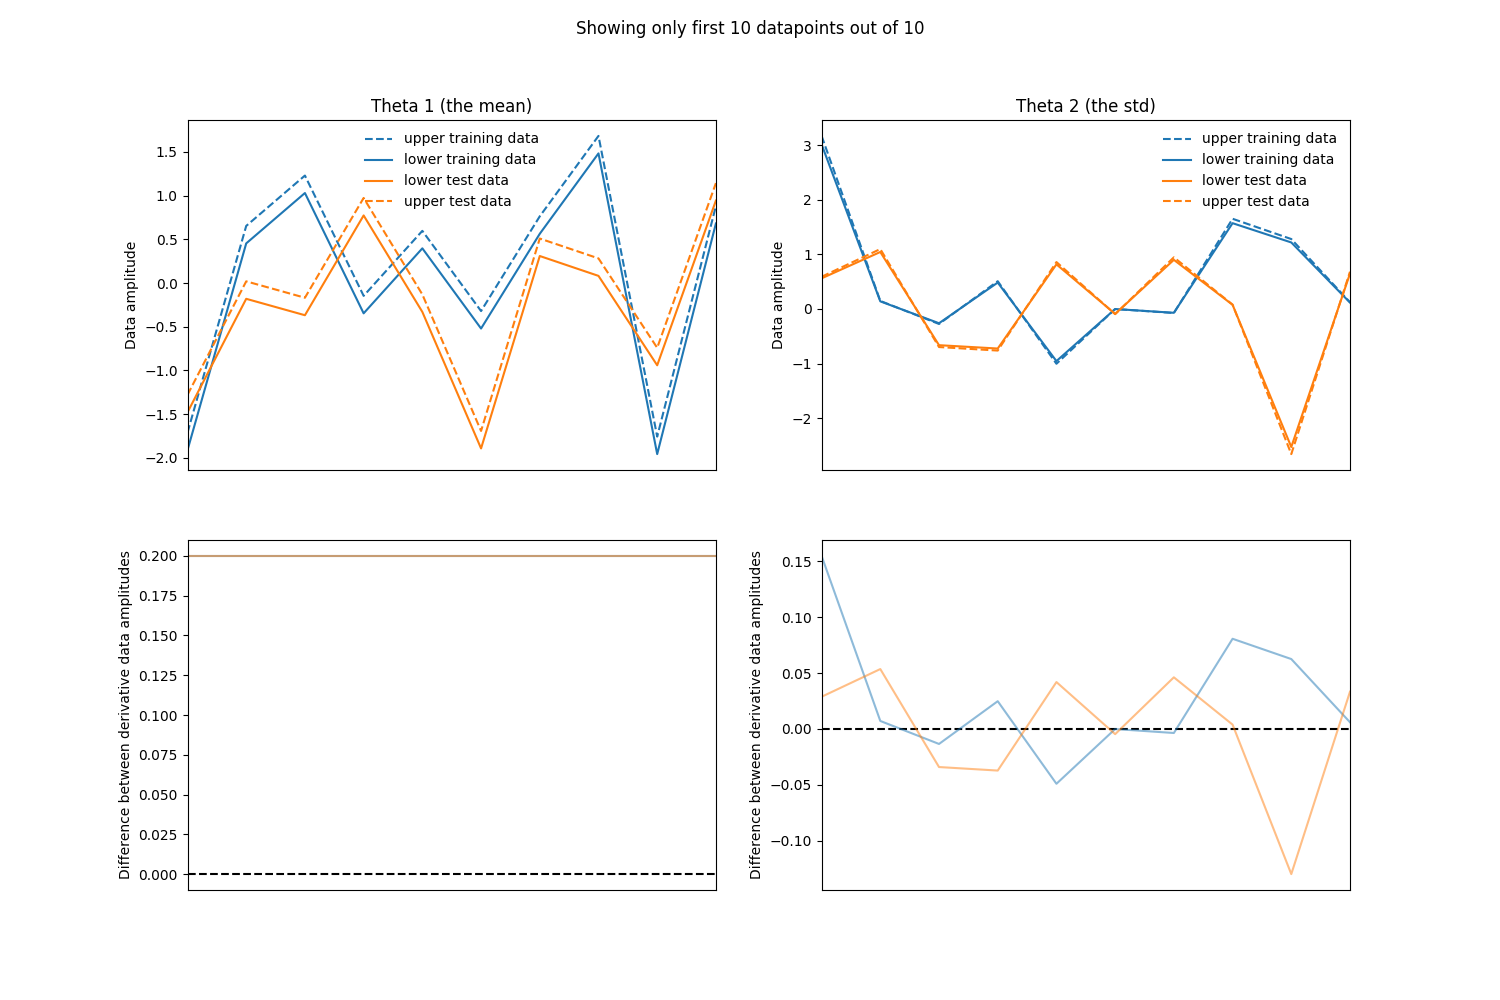 Showing only first 10 datapoints out of 10
Theta 1 (the mean)
upper training data
lower training data
lower test data
upper test data
Data amplitude
1.5
1.0
0.5
0.0
−0.5
−1.0
−1.5
−2.0
Theta 2 (the std)
upper training data
lower training data
lower test data
upper test data
Data amplitude
3
2
1
0
−1
−2
Difference between derivative data amplitudes
0.200
0.175
0.150
0.125
0.100
0.075
0.050
0.025
0.000
Difference between derivative data amplitudes
0.15
0.10
0.05
0.00
−0.05
−0.10